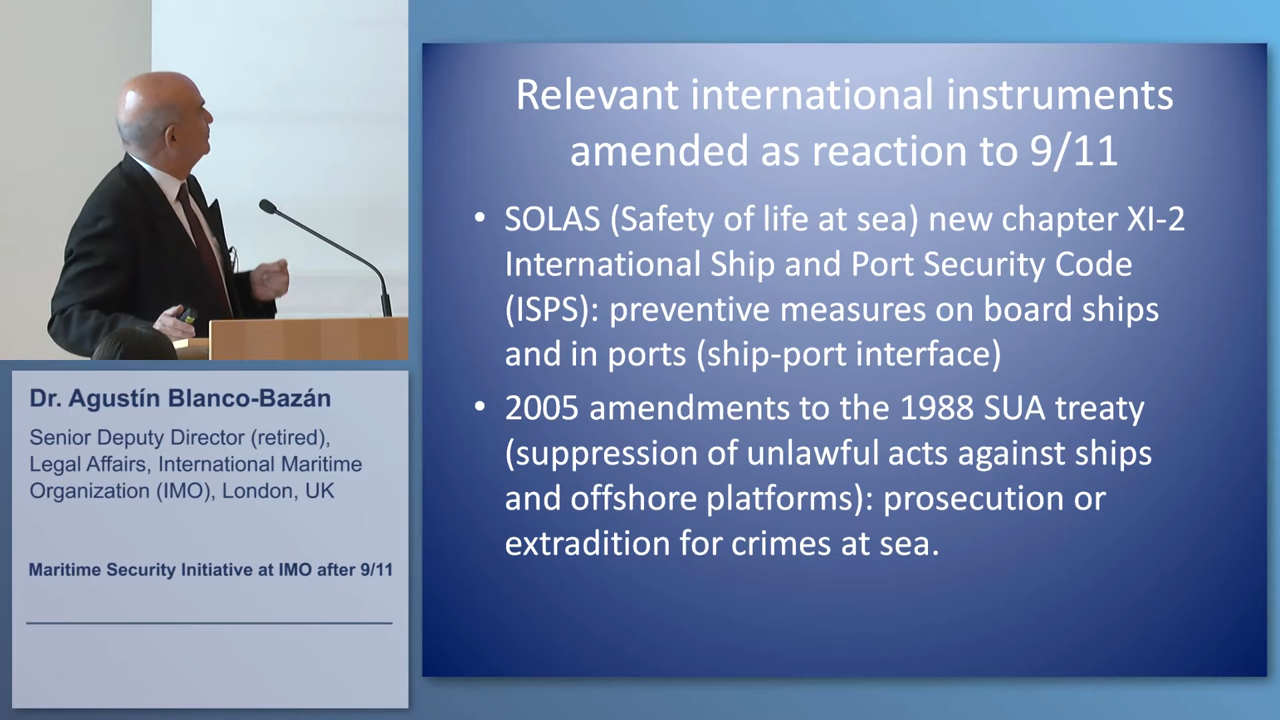 Relevant international instruments
amended as reaction to 9/11
• SOLAS (Safety of life at sea) new chapter XI-2
International Ship and Port Security Code
(ISPS): preventive measures on board ships
and in ports (ship-port interface)
• 2005 amendments to the 1988 SUA treaty
(suppression of unlawful acts against ships
and offshore platforms): prosecution or
extradition for crimes at sea.
Dr. Agustín Blanco-Bazán
Senior Deputy Director (retired),
Legal Affairs, International Maritime
Organization (IMO), London, UK
Maritime Security Initiative at IMO after 9/11